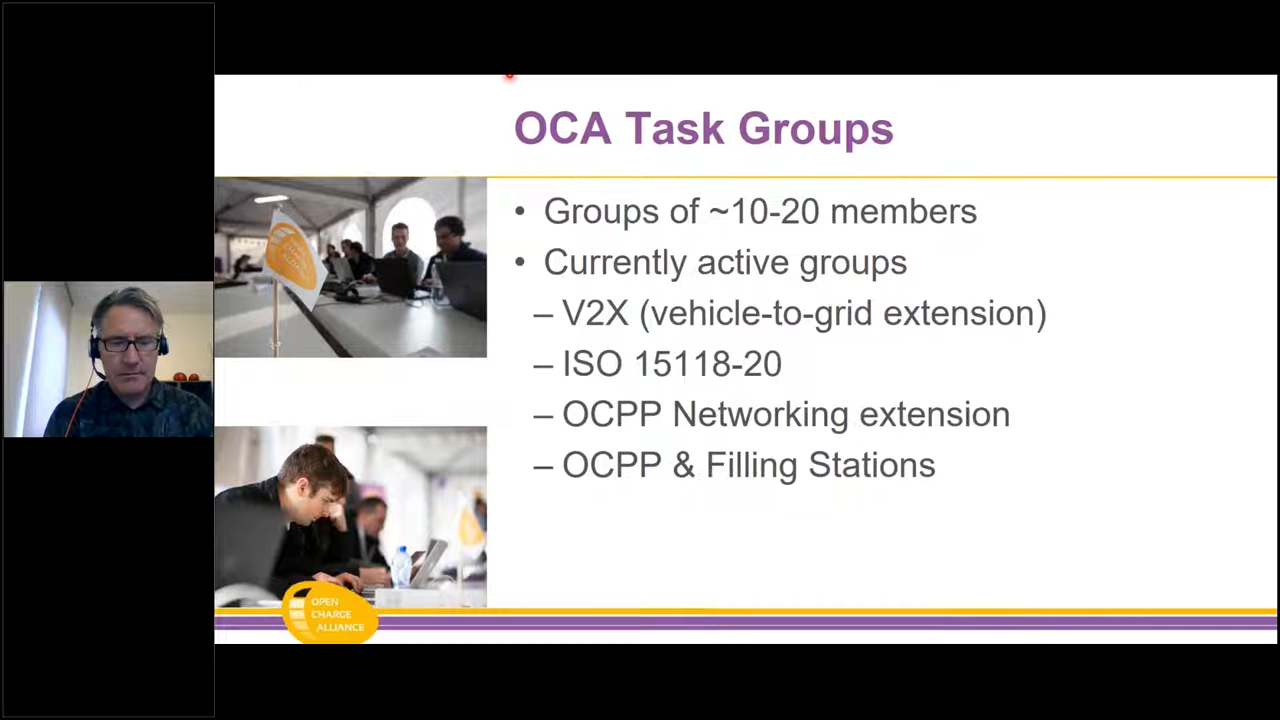 OCA Task Groups
• Groups of ~10-20 members
• Currently active groups
– V2X (vehicle-to-grid extension)
– ISO 15118-20
– OCPP Networking extension
– OCPP & Filling Stations
OPEN
CHARGE
ALLIANCE